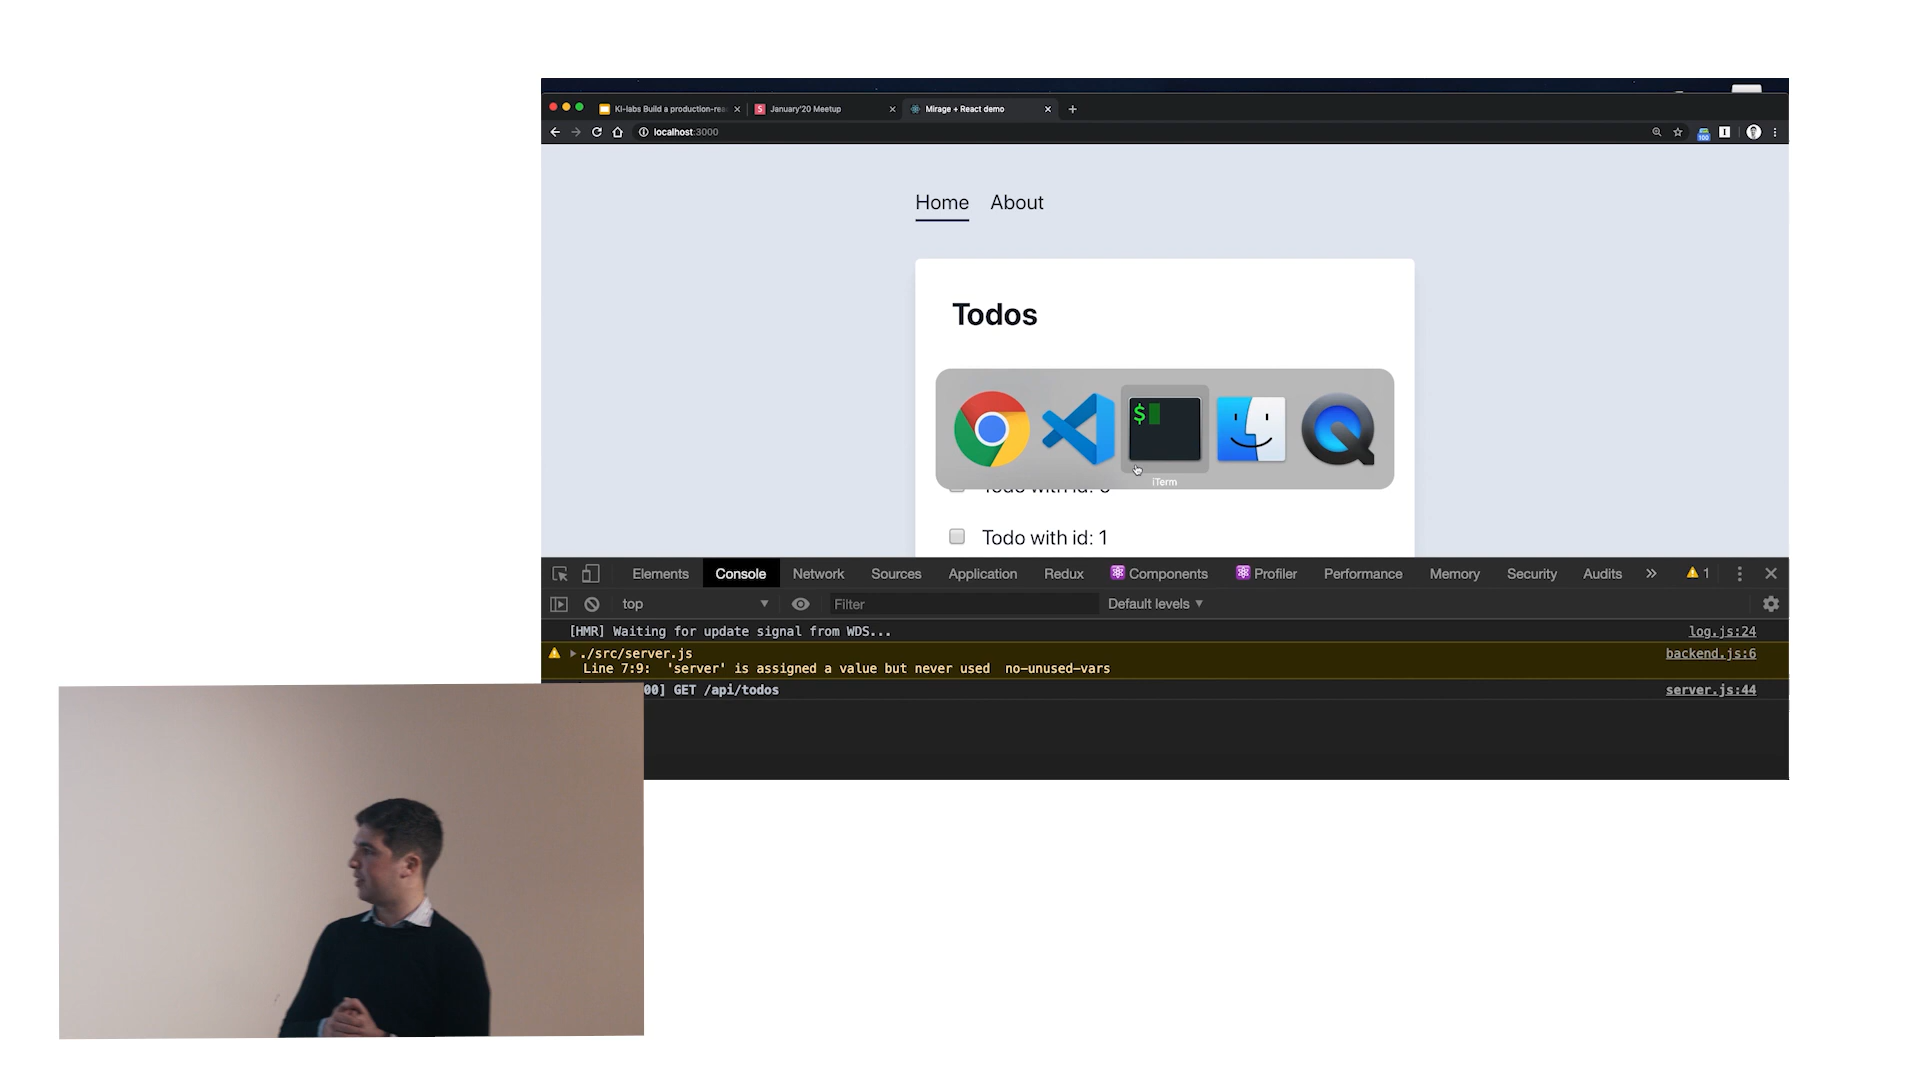 KI-labs Build a production-rea
January'20 Meetup
Mirage + React demo
localhost:3000
100
Home About
Todos
$
iTerm
Todo with id: 1
Elements Console Network Sources Application Redux Components Profiler Performance Memory Security Audits » 1
top Filter Default levels ▼
[HMR] Waiting for update signal from WDS... log.js:24
./src/server.js backend.js:6
Line 7:9: 'server' is assigned a value but never used no-unused-vars
00] GET /api/todos server.js:44